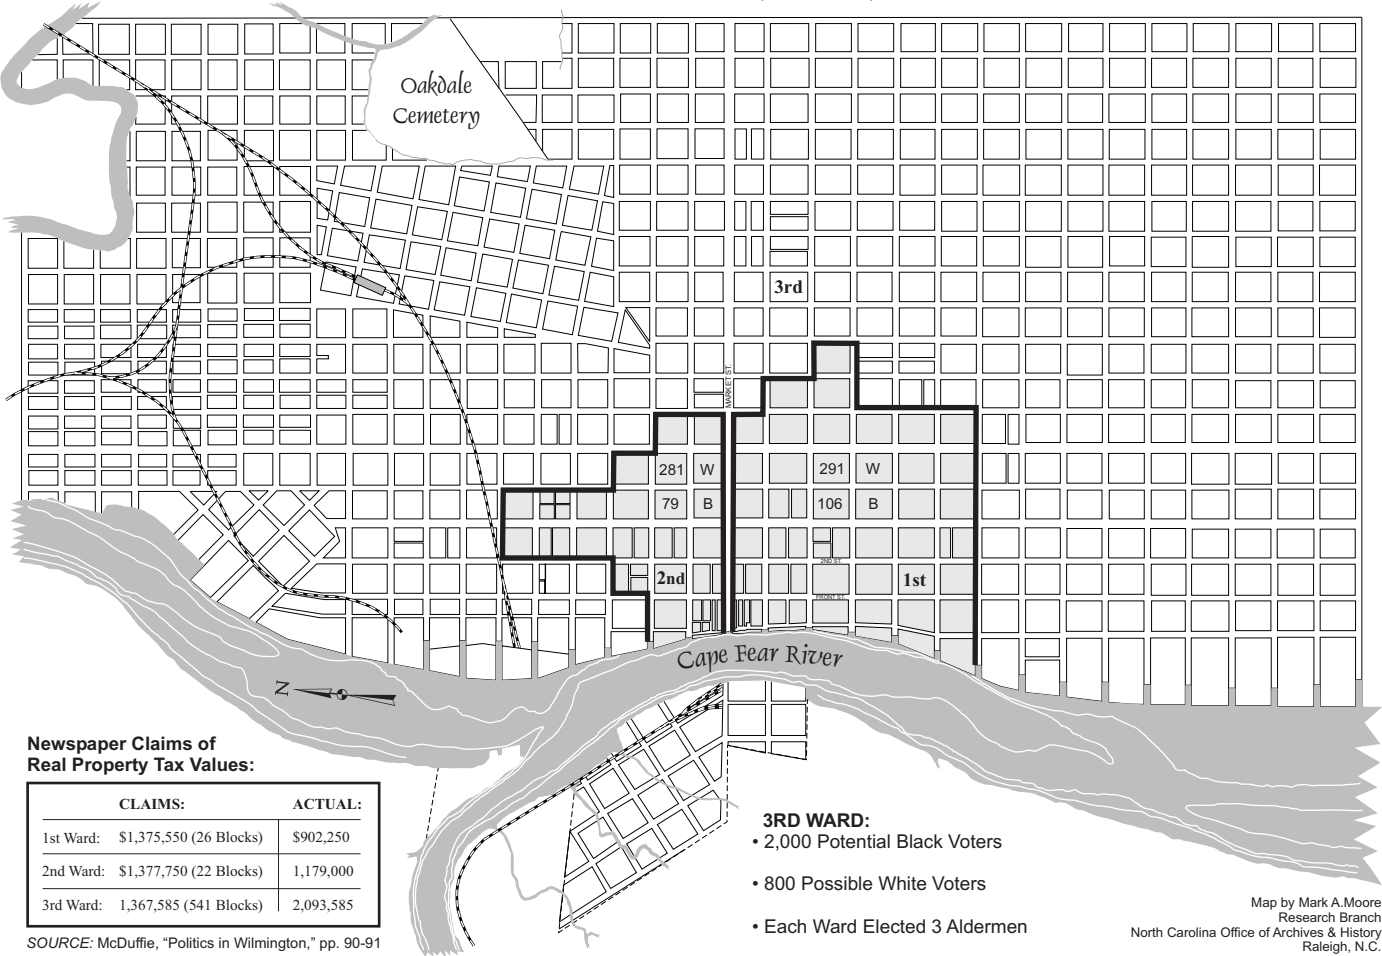 Oakdale
Cemetery
3rd
MARKET ST.
281 W
291 W
79 B
106 B
2ND ST.
2nd
1st
FRONT ST.
Cape Fear River
N
Newspaper Claims of
Real Property Tax Values:
CLAIMS: ACTUAL:
1st Ward: $1,375,550 (26 Blocks) $902,250
2nd Ward: $1,377,750 (22 Blocks) 1,179,000
3rd Ward: 1,367,585 (541 Blocks) 2,093,585
SOURCE: McDuffie, “Politics in Wilmington,” pp. 90-91
3RD WARD:
• 2,000 Potential Black Voters
• 800 Possible White Voters
• Each Ward Elected 3 Aldermen
Map by Mark A.Moore
Research Branch
North Carolina Office of Archives & History
Raleigh, N.C.